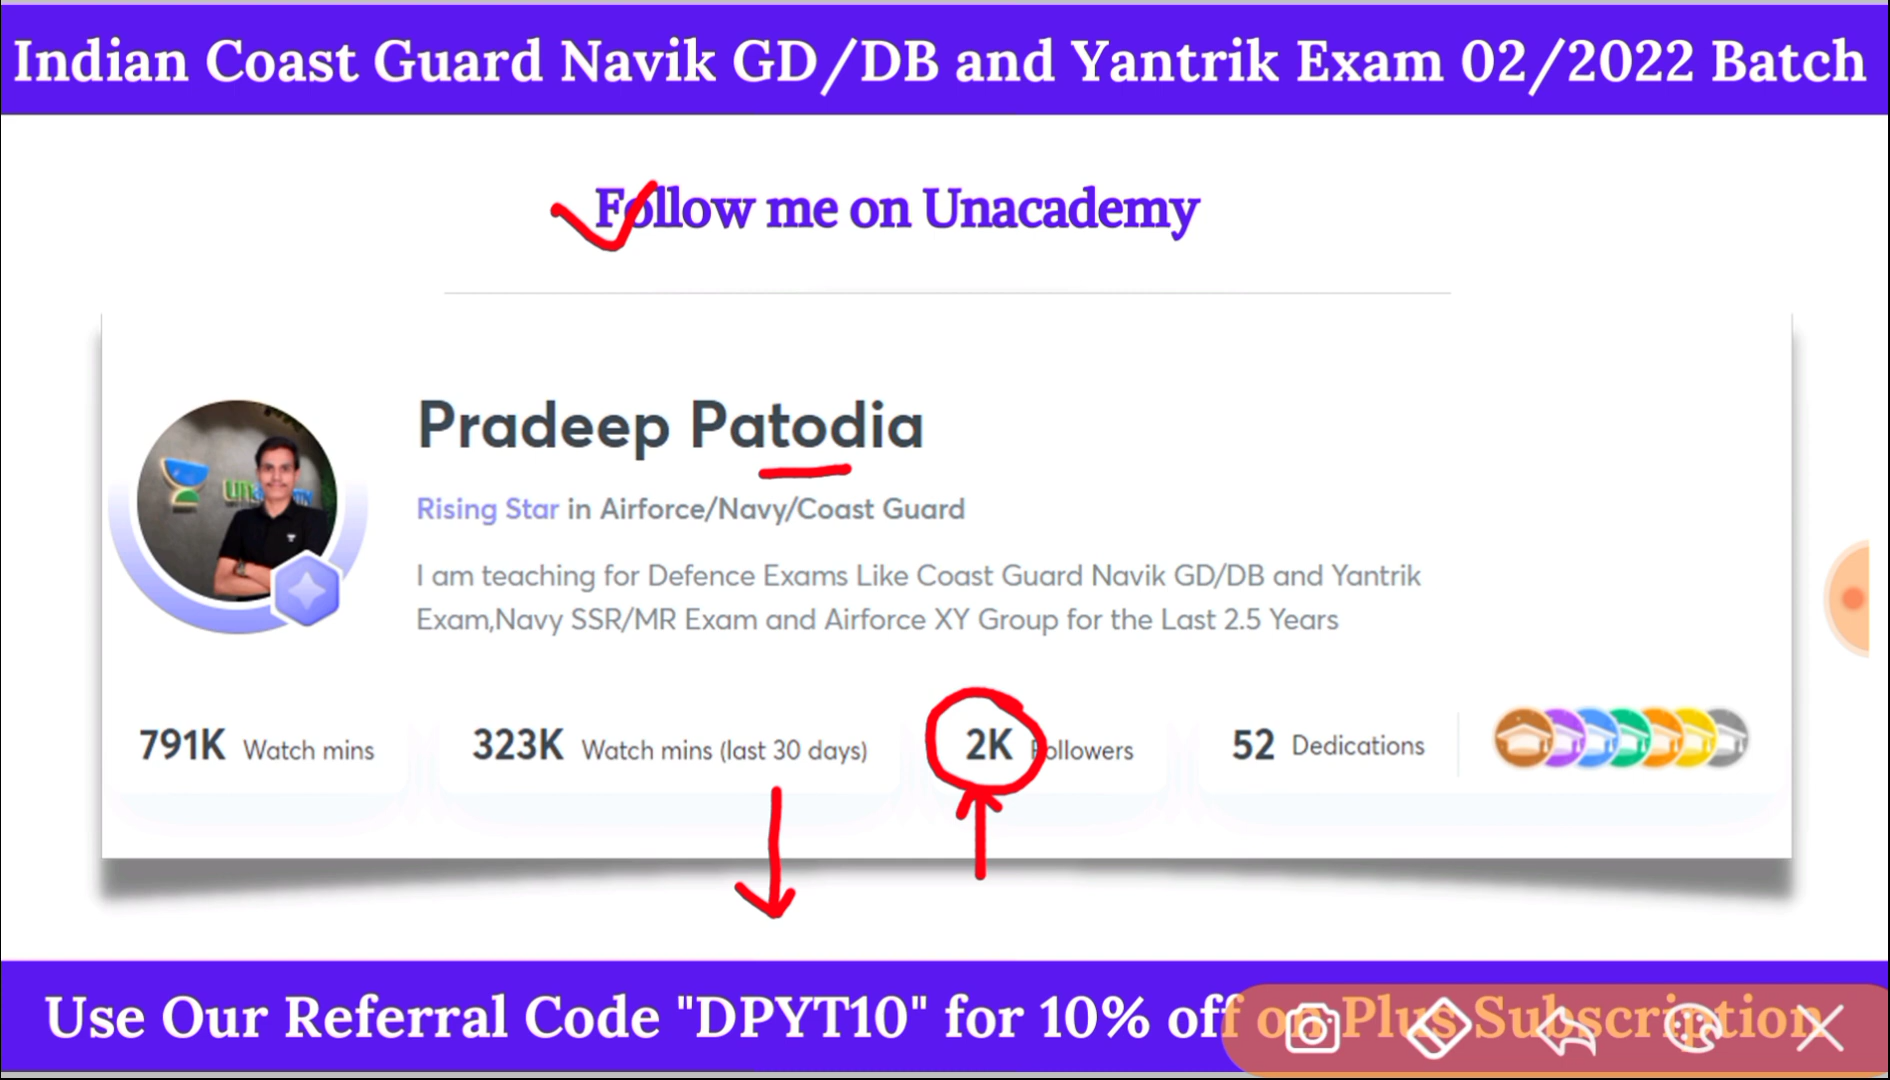 Indian Coast Guard Navik GD/DB and Yantrik Exam 02/2022 Batch
Follow me on Unacademy
Pradeep Patodia
Rising Star in Airforce/Navy/Coast Guard
I am teaching for Defence Exams Like Coast Guard Navik GD/DB and Yantrik
Exam,Navy SSR/MR Exam and Airforce XY Group for the Last 2.5 Years
791K Watch mins 323K Watch mins (last 30 days) 2K Followers 52 Dedications
Use Our Referral Code "DPYT10" for 10% off on Plus Subscription